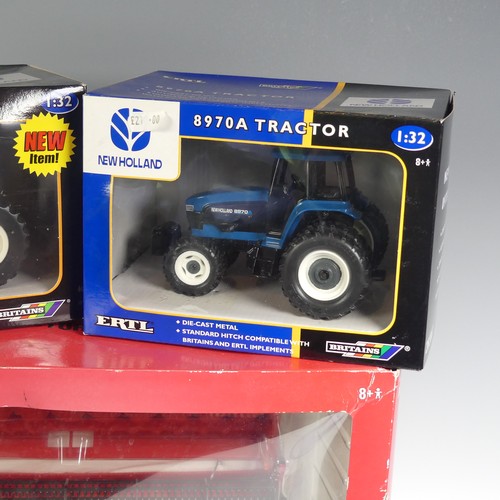 1:32
NEW
Item!
BRITAINS
NEW HOLLAND
8970A TRACTOR
1:32
8+
NEW HOLLAND 8970
ERTL
• DIE-CAST METAL
• STANDARD HITCH COMPATIBLE WITH
BRITAINS AND ERTL IMPLEMENTS
BRITAINS®
8+